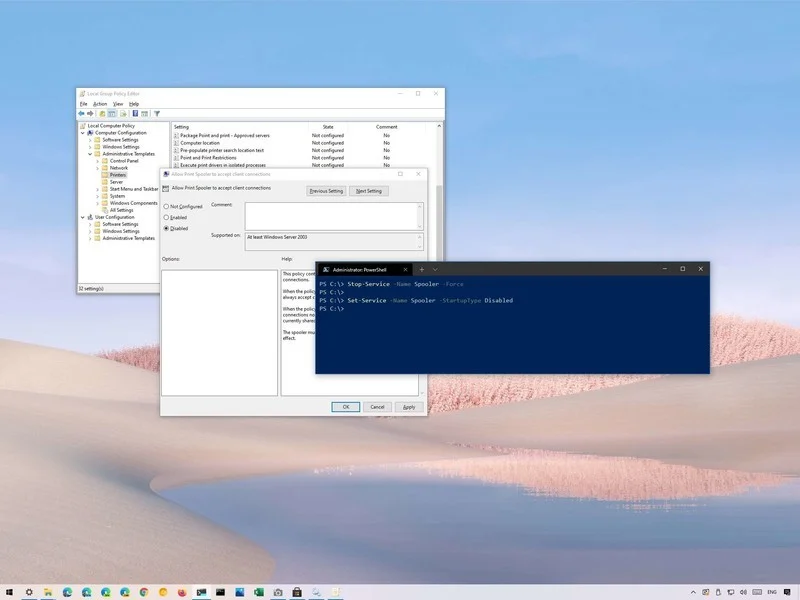 Local Group Policy Editor
File Action View Help
Local Computer Policy
Computer Configuration
Software Settings
Windows Settings
Administrative Templates
Control Panel
Network
Printers
Server
Start Menu and Taskbar
System
Windows Components
All Settings
User Configuration
Software Settings
Windows Settings
Administrative Templates
32 setting(s)
Setting State Comment
Package Point and print - Approved servers Not configured No
Computer location Not configured No
Pre-populate printer search location text Not configured No
Point and Print Restrictions Not configured No
Execute print drivers in isolated processes Not configured No
Allow Print Spooler to accept client connections
Allow Print Spooler to accept client connections
Previous Setting Next Setting
Not Configured Comment:
Enabled
Disabled
Supported on: At least Windows Server 2003
Options: Help:
This policy cont
connections.
When the polic
always accept c
When the polic
connections no
currently share
The spooler mu
effect.
OK Cancel Apply
Administrator: PowerShell
PS C:\> Stop-Service -Name Spooler -Force
PS C:\>
PS C:\> Set-Service -Name Spooler -StartupType Disabled
PS C:\>
ENG